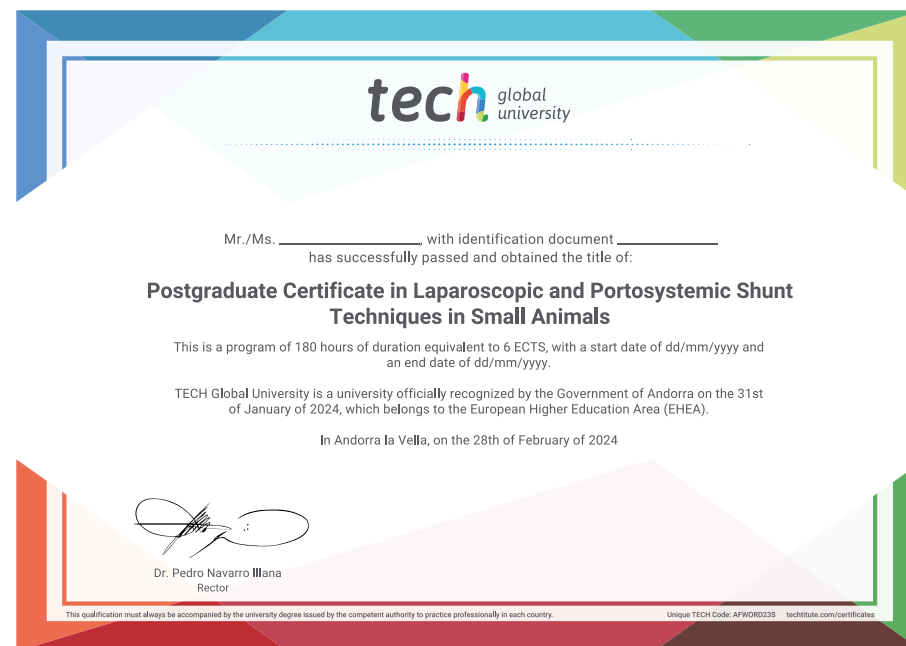 tech global
university
Mr./Ms. ____________________, with identification document ______________
has successfully passed and obtained the title of:
Postgraduate Certificate in Laparoscopic and Portosystemic Shunt
Techniques in Small Animals
This is a program of 180 hours of duration equivalent to 6 ECTS, with a start date of dd/mm/yyyy and
an end date of dd/mm/yyyy.
TECH Global University is a university officially recognized by the Government of Andorra on the 31st
of January of 2024, which belongs to the European Higher Education Area (EHEA).
In Andorra la Vella, on the 28th of February of 2024
Dr. Pedro Navarro Illana
Rector
This qualification must always be accompanied by the university degree issued by the competent authority to practice professionally in each country.
Unique TECH Code: AFWORD23S techtitute.com/certificates